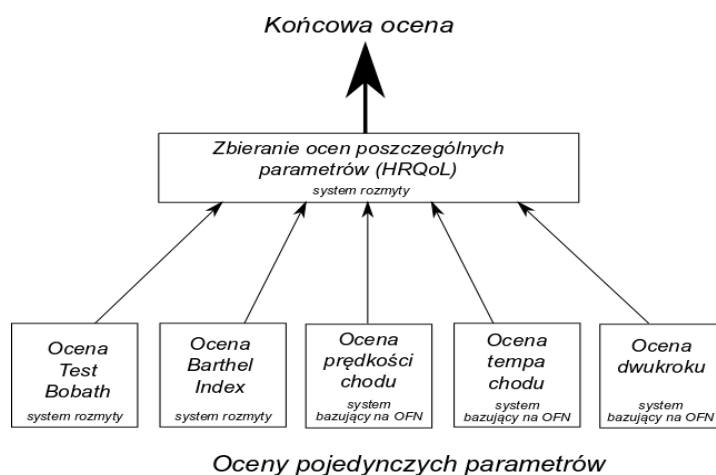 Końcowa ocena
Zbieranie ocen poszczególnych
parametrów (HRQoL)
system rozmyty
Ocena
Test
Bobath
system rozmyty
Ocena
Barthel
Index
system rozmyty
Ocena
prędkości
chodu
system
bazujący na OFN
Ocena
tempa
chodu
system
bazujący na OFN
Ocena
dwukroku
system
bazujący na OFN
Oceny pojedynczych parametrów